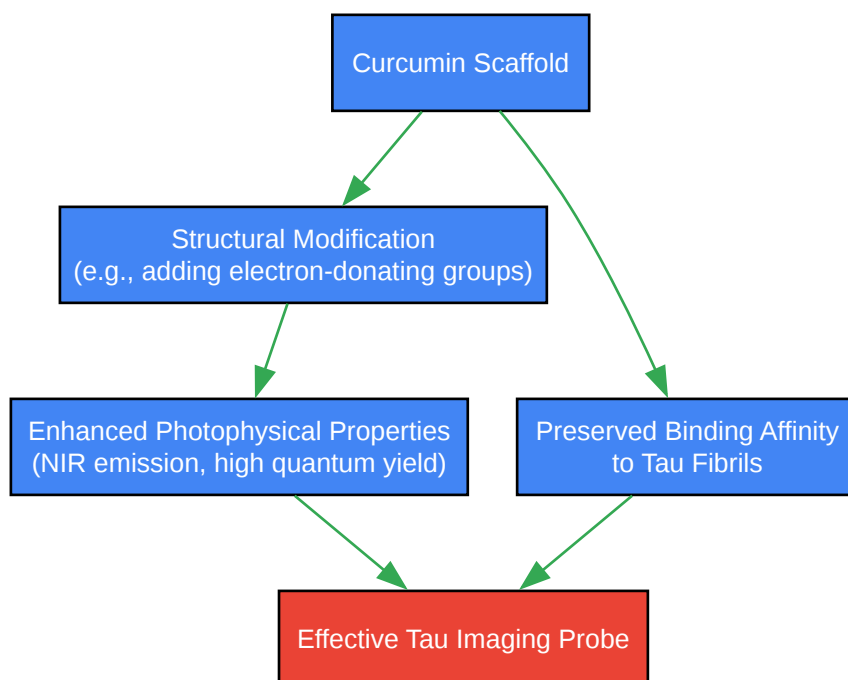 Curcumin Scaffold
Structural Modification
(e.g., adding electron-donating groups)
Enhanced Photophysical Properties
(NIR emission, high quantum yield)
Preserved Binding Affinity
to Tau Fibrils
Effective Tau Imaging Probe